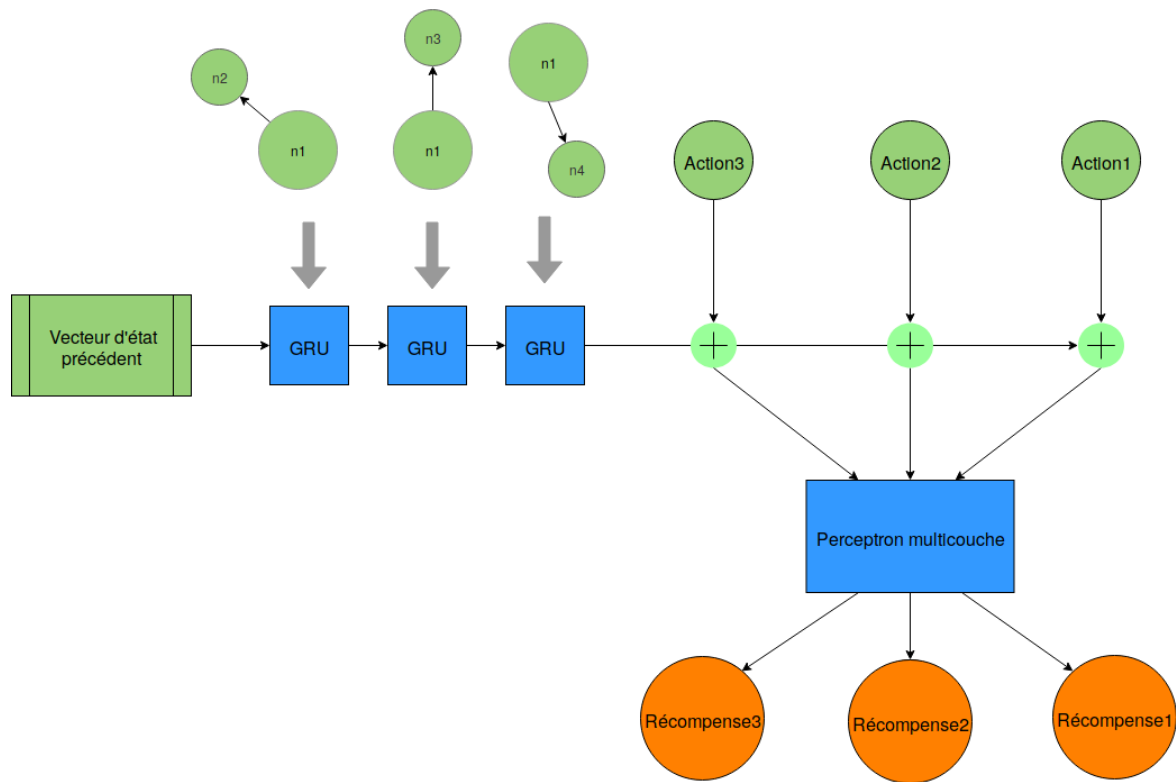 n3
n1
n2
n1
n1
n4
Action3
Action2
Action1
Vecteur d'état
précédent
GRU
GRU
GRU
Perceptron multicouche
Récompense3
Récompense2
Récompense1